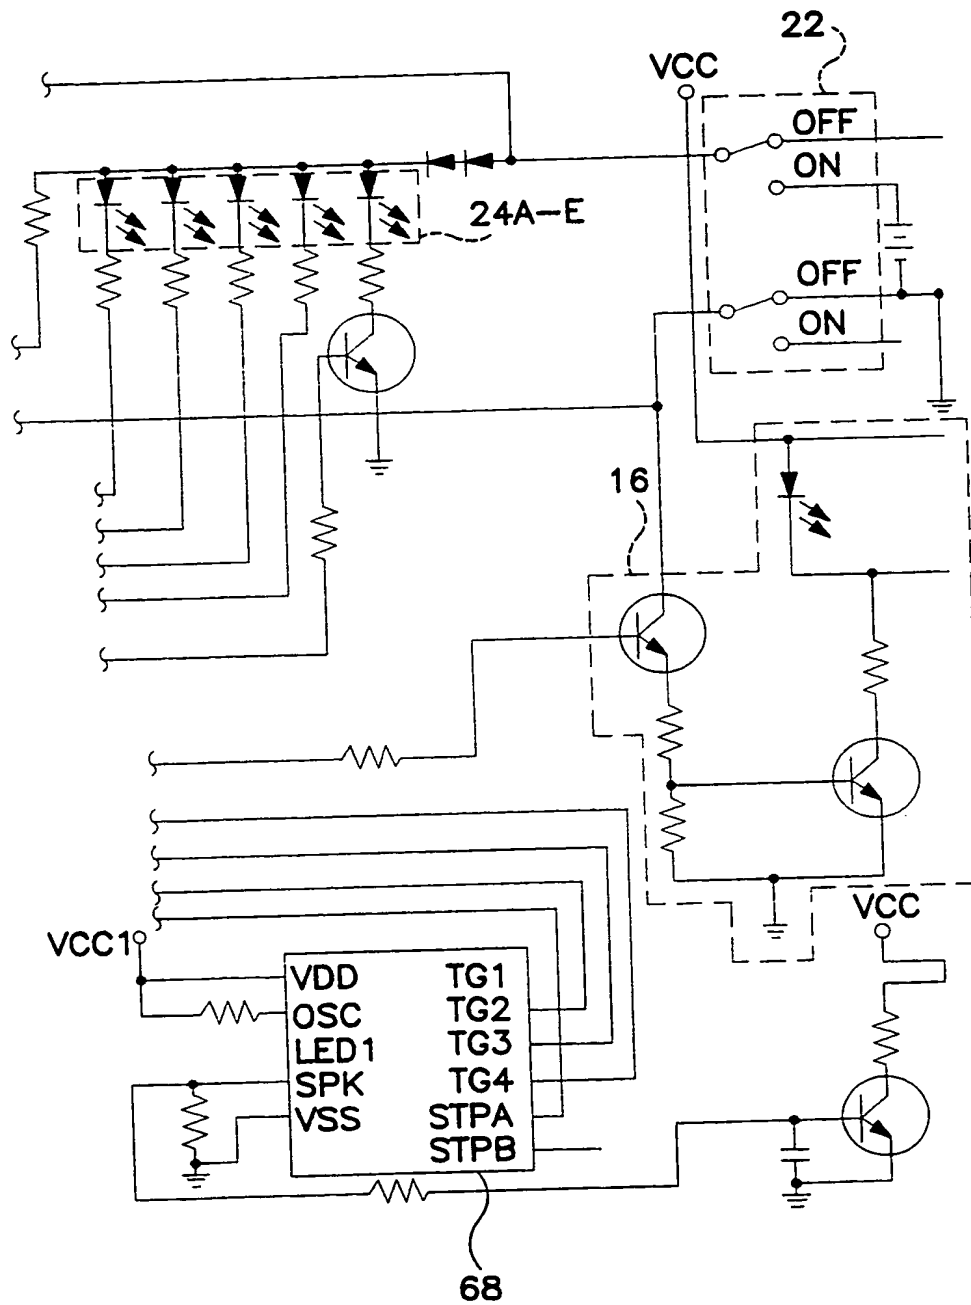 22
VCC
OFF
ON
24A-E
OFF
ON
16
VCC
VCC1
VDD
TG1
OSC
TG2
LED1
TG3
SPK
TG4
VSS
STPA
STPB
68